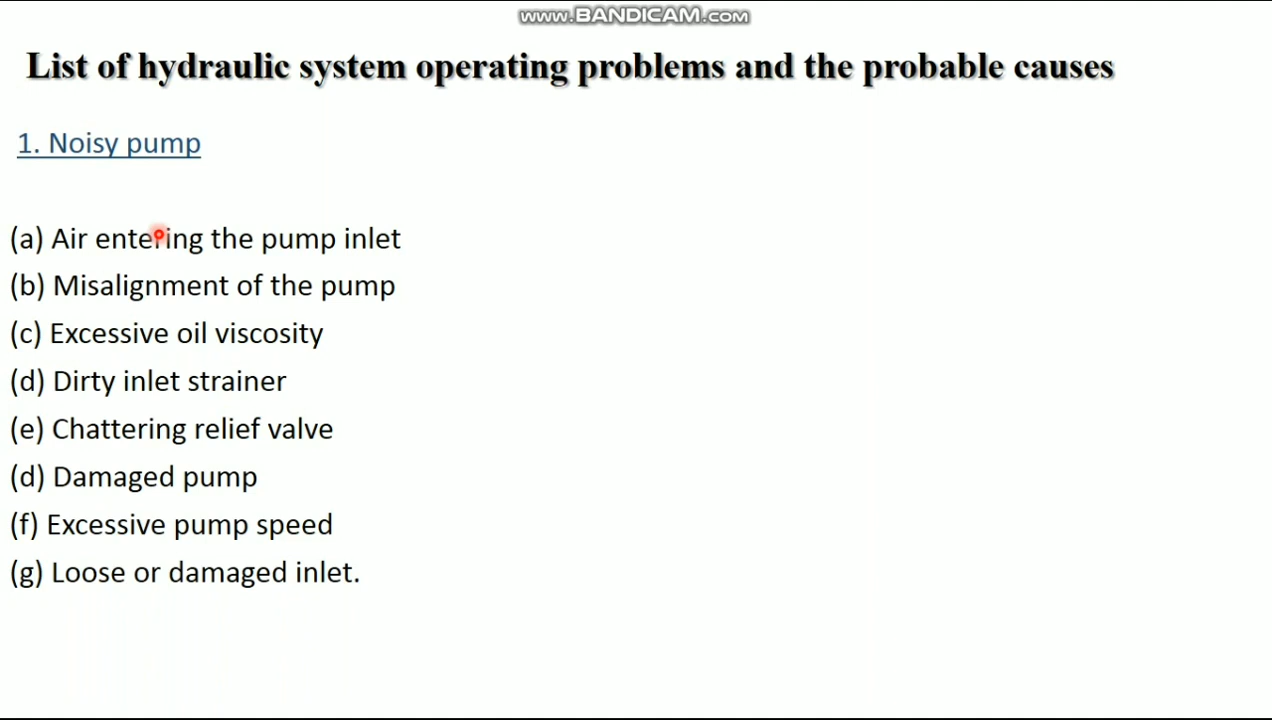 www.BANDICAM.com
List of hydraulic system operating problems and the probable causes
1. Noisy pump
(a) Air entering the pump inlet
(b) Misalignment of the pump
(c) Excessive oil viscosity
(d) Dirty inlet strainer
(e) Chattering relief valve
(d) Damaged pump
(f) Excessive pump speed
(g) Loose or damaged inlet.